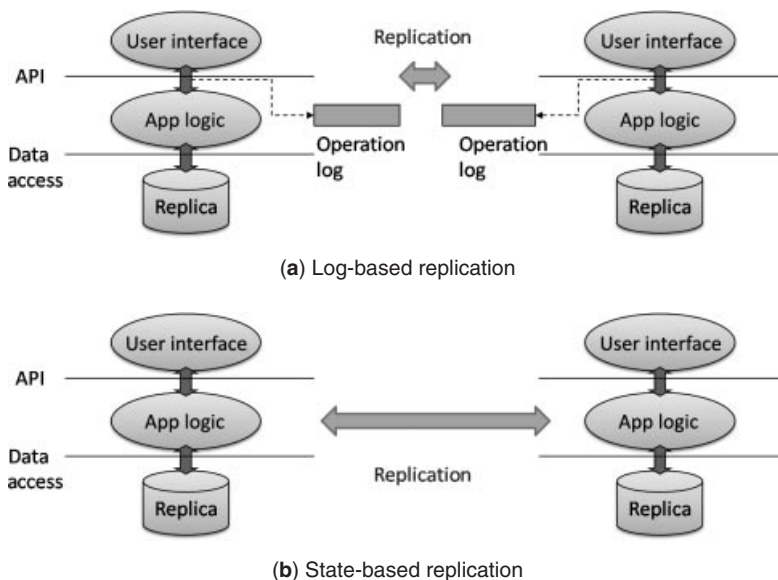 User interface
Replication
User interface
API
App logic
App logic
Operation
log
Operation
log
Data
access
Replica
Replica
(a) Log-based replication
User interface
User interface
API
App logic
App logic
Data
access
Replication
Replica
Replica
(b) State-based replication